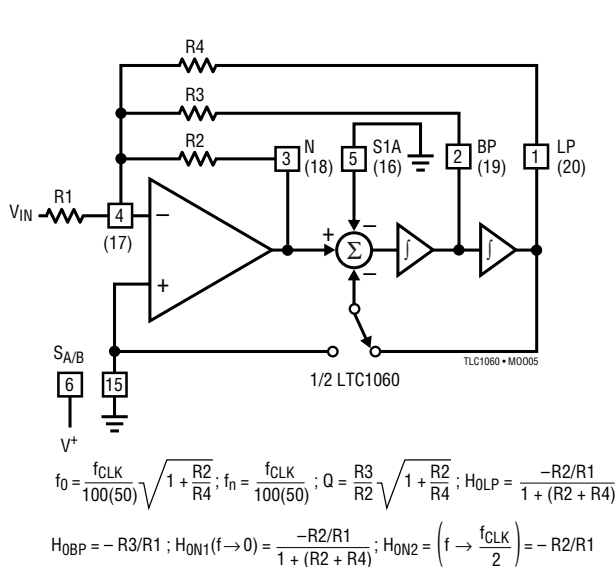 R4
R3
R2
R1
VIN
4
(17)
−
+
3
N
(18)
5
S1A
(16)
2
BP
(19)
1
LP
(20)
+
−
Σ
−
∫
∫
SA/B
6
15
V+
1/2 LTC1060
TLC1060 • MOO05
f0 = fCLK/100(50) √(1 + R2/R4) ; fn = fCLK/100(50) ; Q = R3/R2 √(1 + R2/R4) ; H0LP = −R2/R1 / 1 + (R2 + R4)
H0BP = − R3/R1 ; H0N1(f→0) = −R2/R1 / 1 + (R2 + R4) ; H0N2 = (f → fCLK/2) = − R2/R1